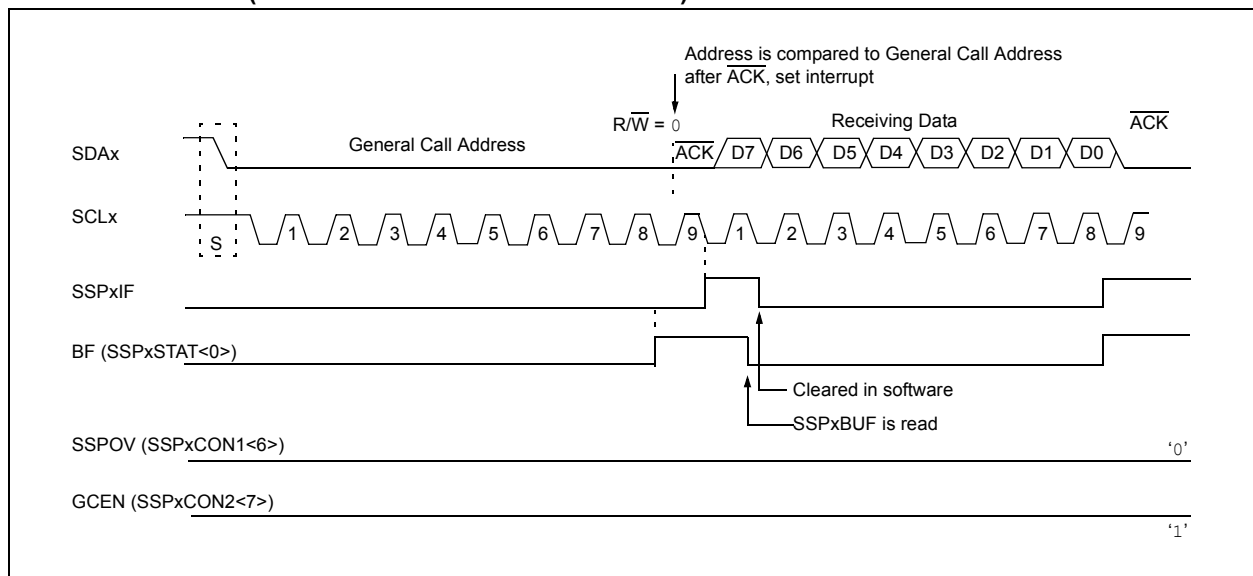 Address is compared to General Call Address
after ACK, set interrupt
R/W = 0
Receiving Data
ACK
SDAx
General Call Address
ACK
D7
D6
D5
D4
D3
D2
D1
D0
SCLx
S
1
2
3
4
5
6
7
8
9
1
2
3
4
5
6
7
8
9
SSPxIF
BF (SSPxSTAT<0>)
Cleared in software
SSPxBUF is read
SSPOV (SSPxCON1<6>)
‘0’
GCEN (SSPxCON2<7>)
‘1’